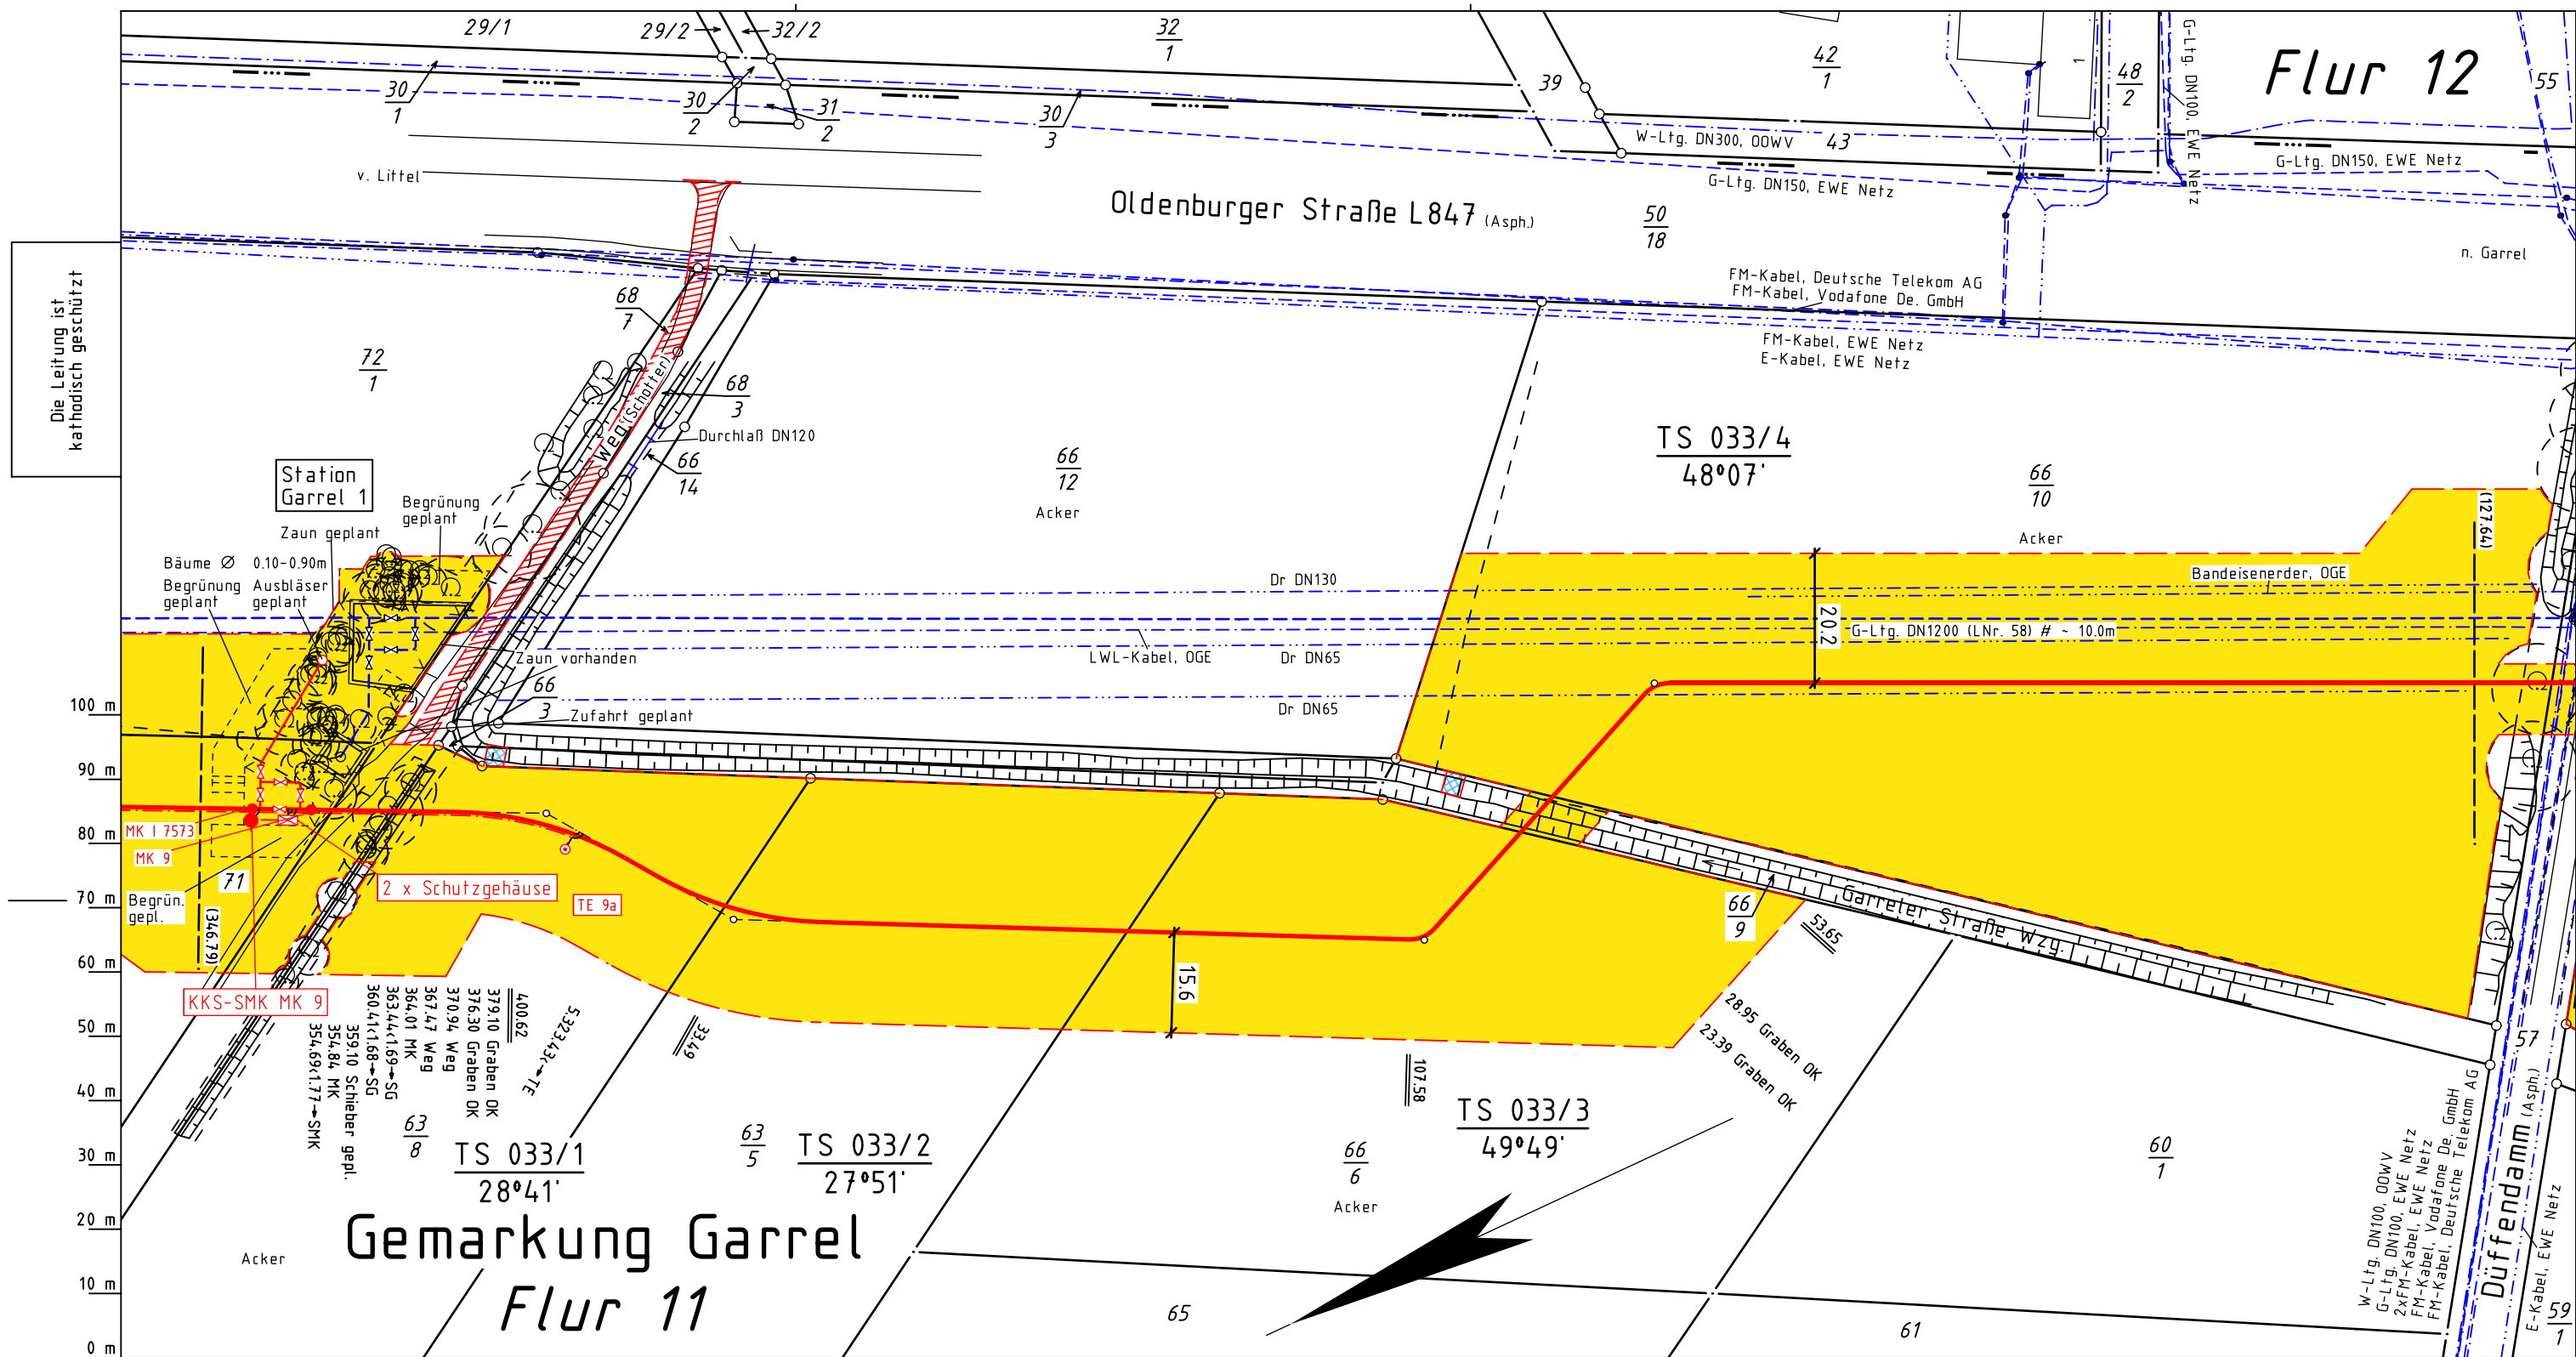 29/1
29/2
32/2
32
1
39
42
1
1
48
2
G-Ltg. DN100, EWE Netz
Flur 12
55
30
1
30
2
31
2
30
3
W-Ltg. DN300, OOWV
43
G-Ltg. DN150, EWE Netz
G-Ltg. DN150, EWE Netz
v. Littel
Oldenburger Straße L847 (Asph.)
50
18
n. Garrel
Die Leitung ist
kathodisch geschützt
68
7
FM-Kabel, Deutsche Telekom AG
FM-Kabel, Vodafone De. GmbH
FM-Kabel, EWE Netz
E-Kabel, EWE Netz
72
1
Weg (Schotter)
68
3
Durchlaß DN120
66
14
66
12
Acker
TS 033/4
48°07'
66
10
Acker
(127.64)
Station
Garrel 1
Begrünung
geplant
Zaun geplant
Bäume Ø 0.10-0.90m
Begrünung
geplant
Ausbläser
geplant
Dr DN130
Bandeisenerder, OGE
20.2
G-Ltg. DN1200 (LNr. 58) # ~ 10.0m
Zaun vorhanden
LWL-Kabel, OGE
Dr DN65
66
3
Zufahrt geplant
Dr DN65
100 m
90 m
80 m
70 m
60 m
50 m
40 m
30 m
20 m
10 m
0 m
MK I 7573
MK 9
71
Begrün.
gepl.
(346.79)
2 x Schutzgehäuse
TE 9a
KKS-SMK MK 9
66
9
Garreler Straße Wzg.
53.65
15.6
28.95 Graben OK
23.39 Graben OK
400.62
379.10 Graben OK
376.30 Graben OK
370.94 Weg
367.47 Weg
364.01 MK
363.44<1.69→SG
360.41<1.68→SG
359.10 Schieber gepl.
354.84 MK
354.69<1.77→SMK
5.323.43<→TE
33.49
107.58
57
63
8
TS 033/1
28°41'
63
5
TS 033/2
27°51'
TS 033/3
49°49'
66
6
Acker
60
1
Gemarkung Garrel
Flur 11
Acker
65
61
W-Ltg. DN100, OOWV
G-Ltg. DN100, EWE Netz
2xFM-Kabel, EWE Netz
FM-Kabel, Vodafone De. GmbH
FM-Kabel, Deutsche Telekom AG
Düffendamm (Asph.)
E-Kabel, EWE Netz
59
1